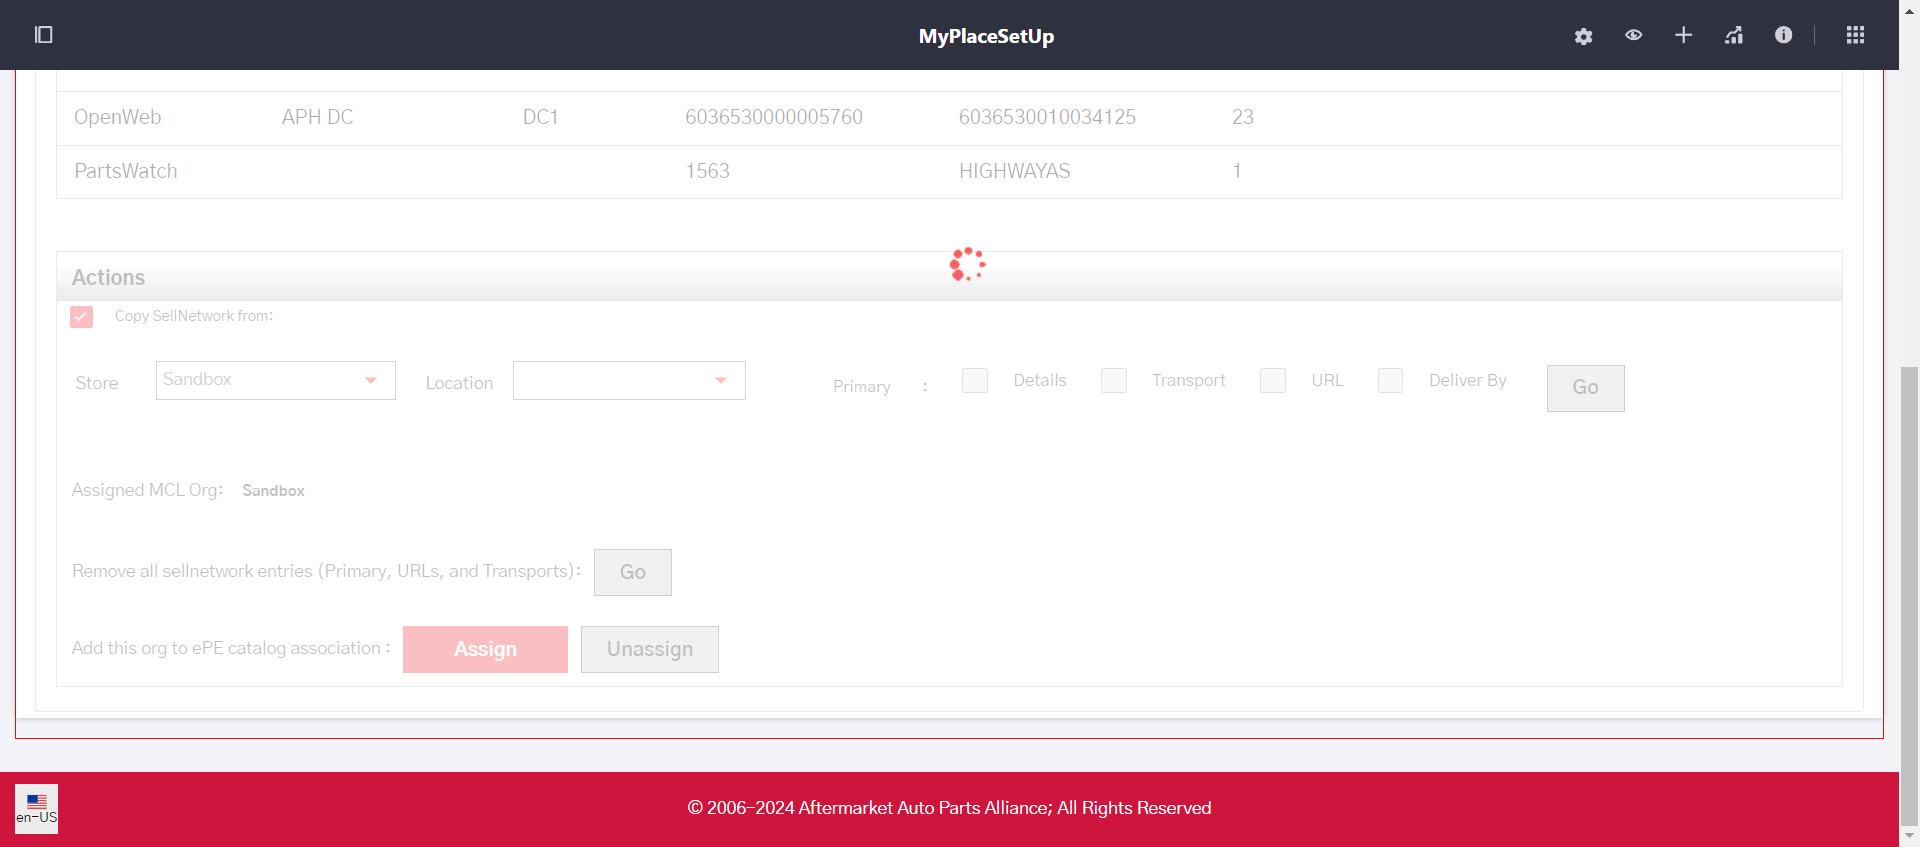 MyPlaceSetUp
OpenWeb APH DC DC1 6036530000005760 6036530010034125 23
PartsWatch 1563 HIGHWAYAS 1
Actions
Copy SellNetwork from:
Store Sandbox Location Primary : Details Transport URL Deliver By Go
Assigned MCL Org: Sandbox
Remove all sellnetwork entries (Primary, URLs, and Transports): Go
Add this org to ePE catalog association : Assign Unassign
en-US
© 2006-2024 Aftermarket Auto Parts Alliance; All Rights Reserved